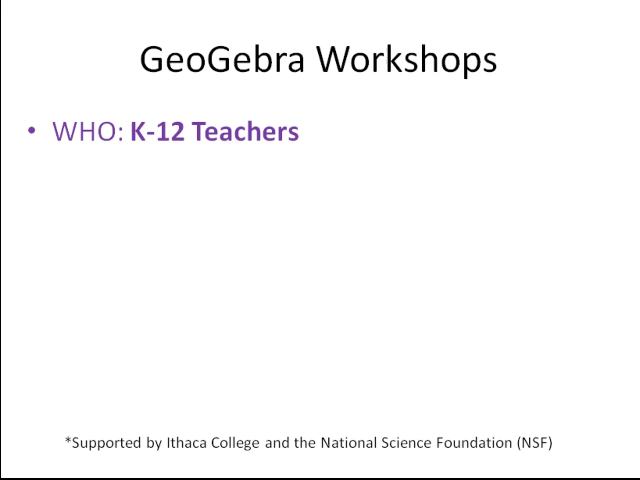 GeoGebra Workshops
• WHO: K-12 Teachers
*Supported by Ithaca College and the National Science Foundation (NSF)